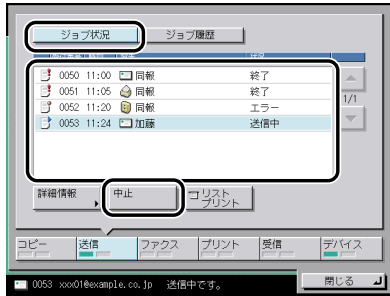 ジョブ状況 ジョブ履歴
0050 11:00 同報 終了
0051 11:05 同報 終了
0052 11:20 同報 エラー
0053 11:24 加藤 送信中
1/1
詳細情報 中止 リスト
プリント
コピー 送信 ファクス プリント 受信 デバイス
0053 xxx01@example.co.jp 送信中です。 閉じる